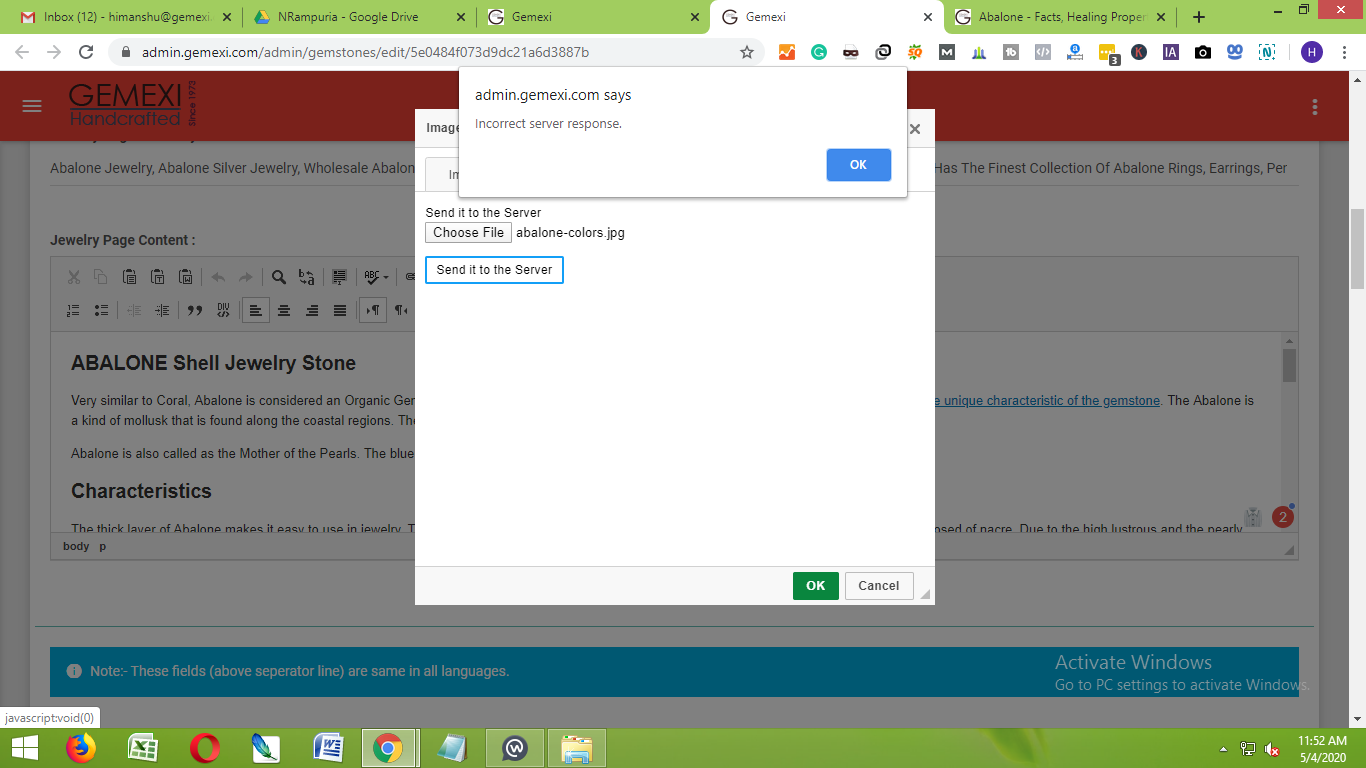 Inbox (12) - himanshu@gemexi.
NRampuria - Google Drive
Gemexi
Gemexi
Abalone - Facts, Healing Proper
admin.gemexi.com/admin/gemstones/edit/5e0484f073d9dc21a6d3887b
3
H
GEMEXI
Handcrafted
Since 1973
admin.gemexi.com says
Incorrect server response.
OK
Image
Abalone Jewelry, Abalone Silver Jewelry, Wholesale Abalon
Has The Finest Collection Of Abalone Rings, Earrings, Per
Send it to the Server
Choose File abalone-colors.jpg
Send it to the Server
Jewelry Page Content :
ABALONE Shell Jewelry Stone
Very similar to Coral, Abalone is considered an Organic Ge
e unique characteristic of the gemstone. The Abalone is
a kind of mollusk that is found along the coastal regions. The
Abalone is also called as the Mother of the Pearls. The blue
Characteristics
The thick layer of Abalone makes it easy to use in jewelry. T
osed of nacre. Due to the high lustrous and the pearly
2
body p
OK
Cancel
Note:- These fields (above seperator line) are same in all languages.
Activate Windows
Go to PC settings to activate Windows.
javascript:void(0)
11:52 AM
5/4/2020